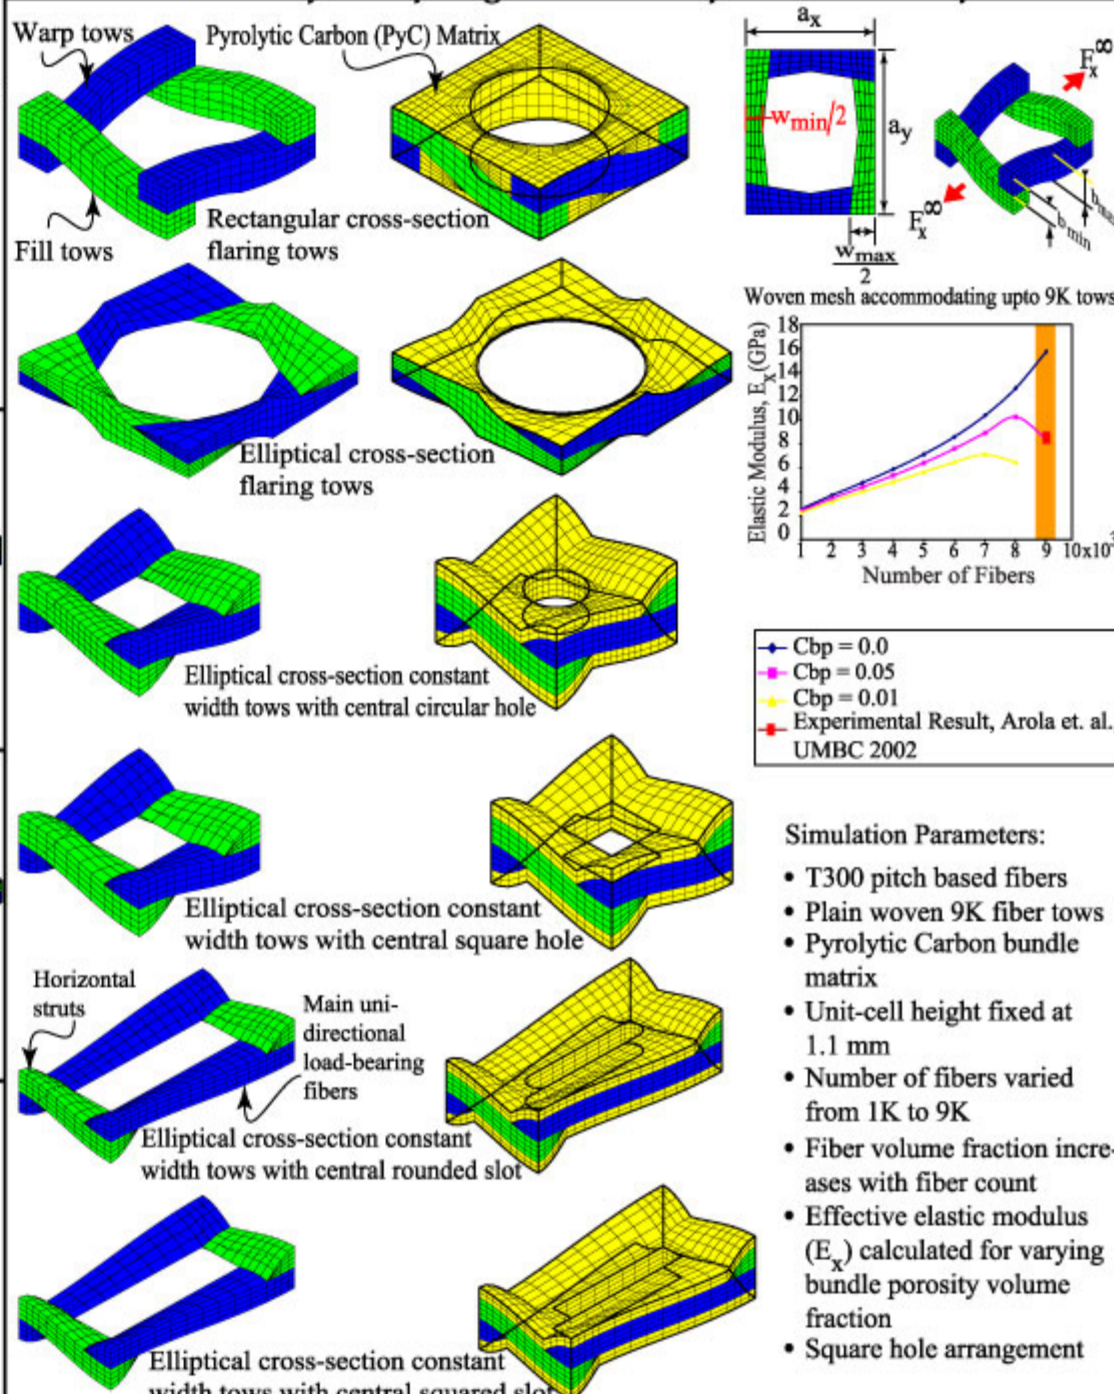 Warp tows
Pyrolytic Carbon (PyC) Matrix
Fill tows
Rectangular cross-section
flaring tows
Elliptical cross-section
flaring tows
Elliptical cross-section constant
width tows with central circular hole
Elliptical cross-section constant
width tows with central square hole
Horizontal
struts
Main uni-
directional
load-bearing
fibers
Elliptical cross-section constant
width tows with central rounded slot
Elliptical cross-section constant
width tows with central squared slot
ax
wmin/2
ay
wmax
2
Fx∞
Fx∞
bmin
Woven mesh accommodating upto 9K tows
Elastic Modulus, Ex(GPa)
18
16
14
12
10
8
6
4
2
0
1 2 3 4 5 6 7 8 9 10x10³
Number of Fibers
Cbp = 0.0
Cbp = 0.05
Cbp = 0.01
Experimental Result, Arola et. al.
UMBC 2002
Simulation Parameters:
• T300 pitch based fibers
• Plain woven 9K fiber tows
• Pyrolytic Carbon bundle
matrix
• Unit-cell height fixed at
1.1 mm
• Number of fibers varied
from 1K to 9K
• Fiber volume fraction incre-
ases with fiber count
• Effective elastic modulus
(Ex) calculated for varying
bundle porosity volume
fraction
• Square hole arrangement